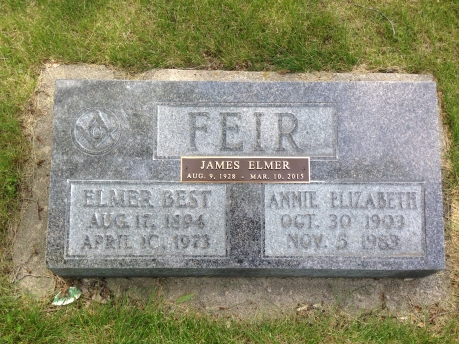 G
FEIR
JAMES ELMER
AUG. 9, 1928 - MAR. 10, 2015
ELMER BEST
AUG. 17, 1894
APRIL 10, 1973
ANNIE ELIZABETH
OCT. 30 1903
NOV. 5 1983